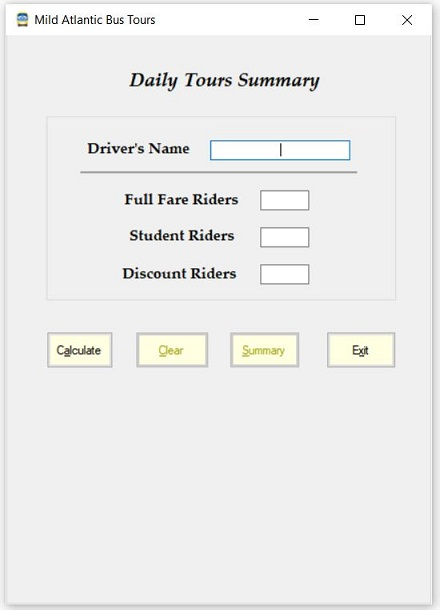 Mild Atlantic Bus Tours
Daily Tours Summary
Driver's Name
Full Fare Riders
Student Riders
Discount Riders
Calculate Clear Summary Exit